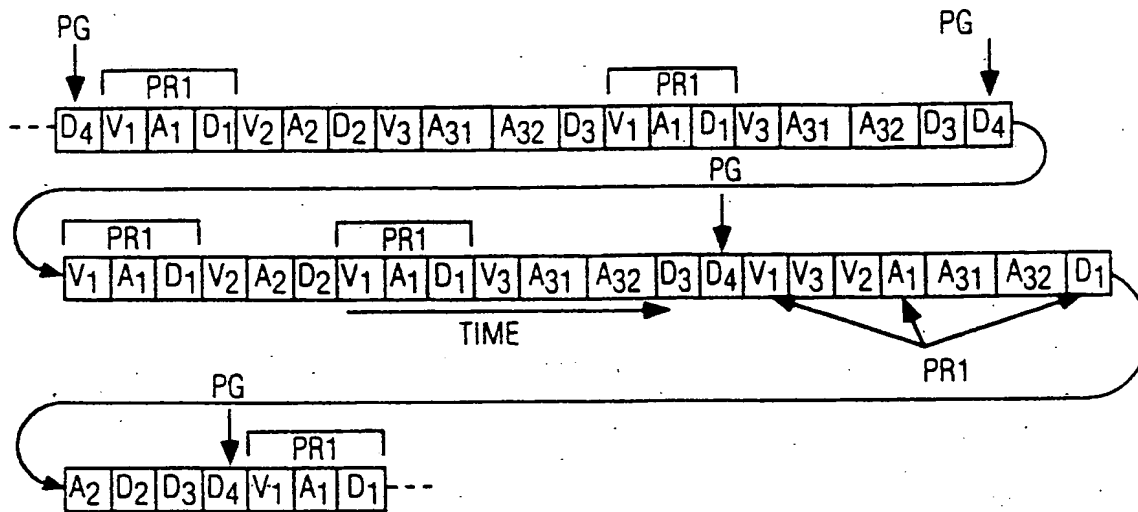 PG PG
PR1 PR1
D4 V1 A1 D1 V2 A2 D2 V3 A31 A32 D3 V1 A1 D1 V3 A31 A32 D3 D4
PG
PR1 PR1
V1 A1 D1 V2 A2 D2 V1 A1 D1 V3 A31 A32 D3 D4 V1 V3 V2 A1 A31 A32 D1
TIME
PR1
PG
PR1
A2 D2 D3 D4 V1 A1 D1